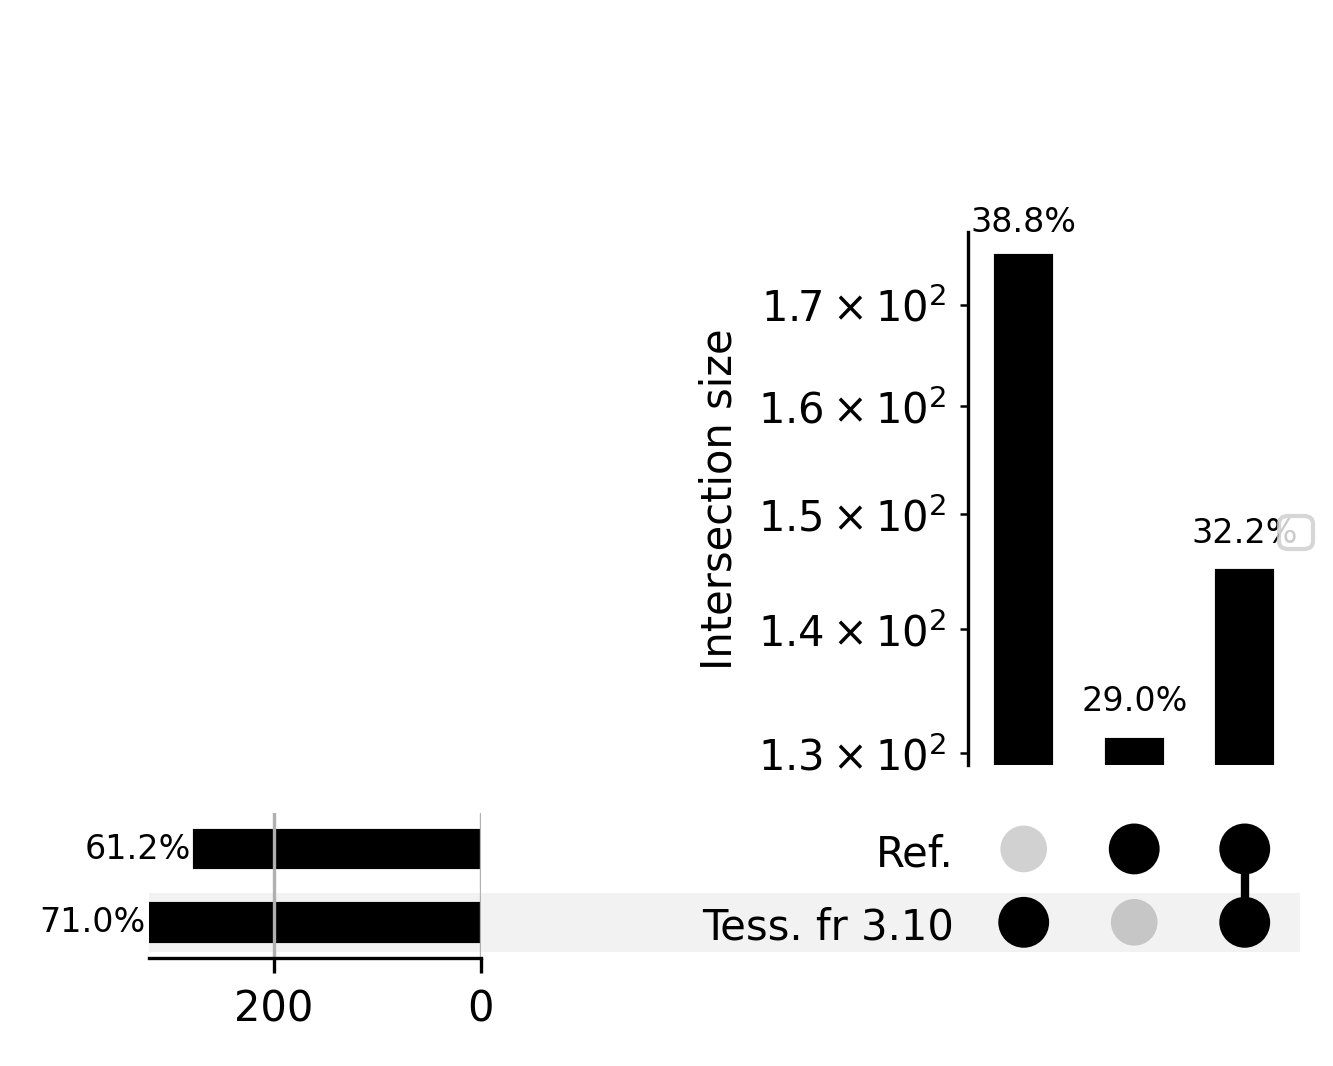 38.8%
1.7 × 10²
1.6 × 10²
1.5 × 10²
1.4 × 10²
1.3 × 10²
Intersection size
32.2%
29.0%
61.2%
Ref.
71.0%
Tess. fr 3.10
200 0